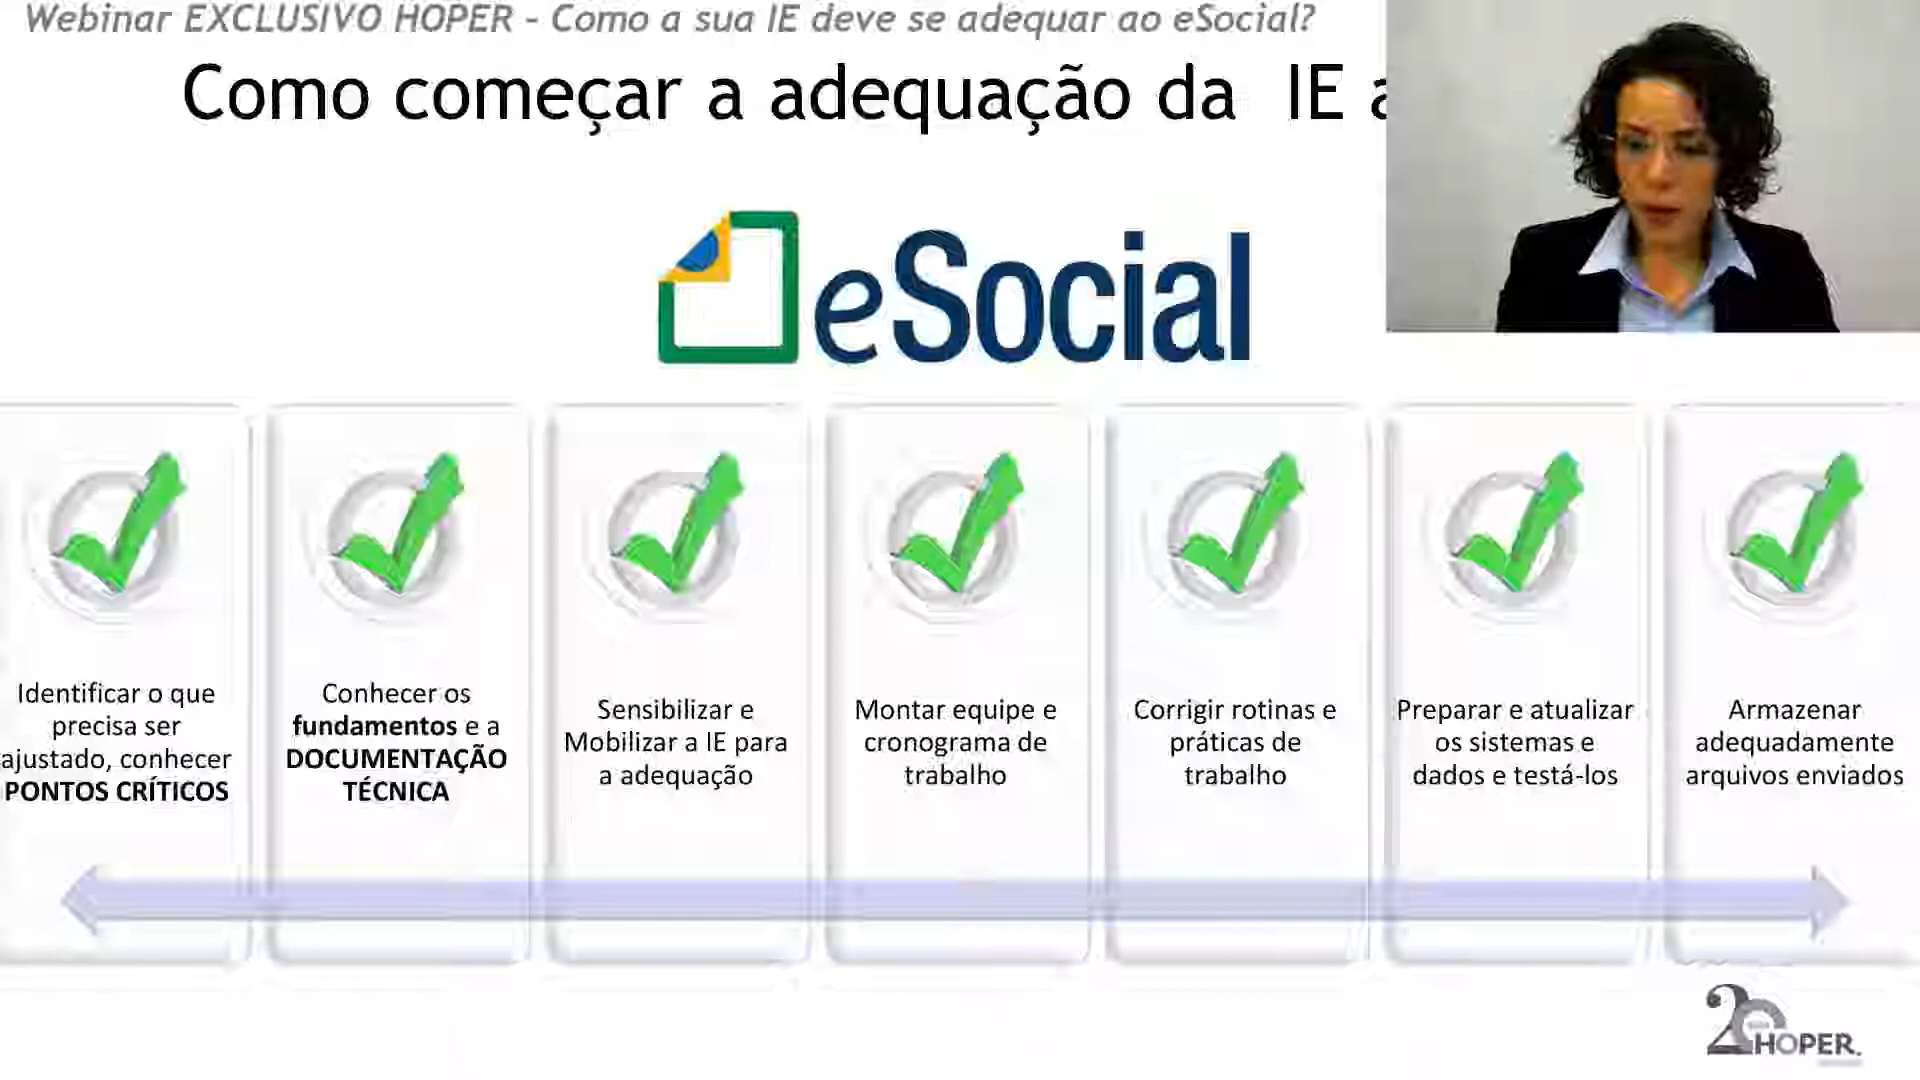 Webinar EXCLUSIVO HOPER - Como a sua IE deve se adequar ao eSocial?
Como começar a adequação da IE a
eSocial
Identificar o que
precisa ser
ajustado, conhecer
PONTOS CRÍTICOS
Conhecer os
fundamentos e a
DOCUMENTAÇÃO
TÉCNICA
Sensibilizar e
Mobilizar a IE para
a adequação
Montar equipe e
cronograma de
trabalho
Corrigir rotinas e
práticas de
trabalho
Preparar e atualizar
os sistemas e
dados e testá-los
Armazenar
adequadamente
arquivos enviados
20
HOPER.